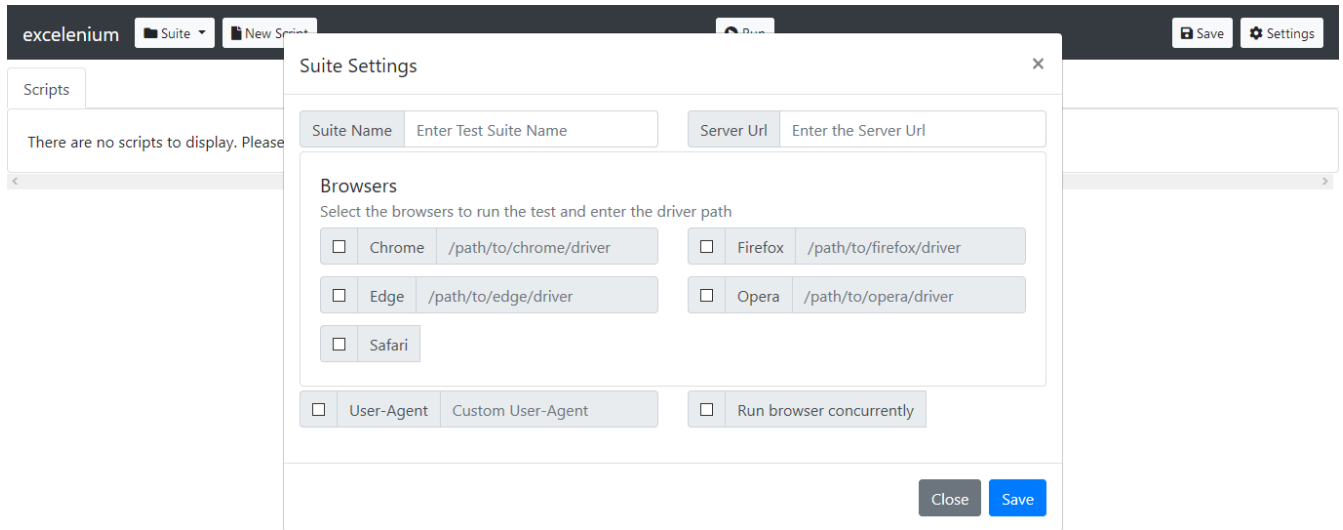 excelenium Suite New Script Run Save Settings
Suite Settings ×
Scripts
Suite Name Enter Test Suite Name Server Url Enter the Server Url
There are no scripts to display. Please
Browsers
Select the browsers to run the test and enter the driver path
Chrome /path/to/chrome/driver Firefox /path/to/firefox/driver
Edge /path/to/edge/driver Opera /path/to/opera/driver
Safari
User-Agent Custom User-Agent Run browser concurrently
Close Save